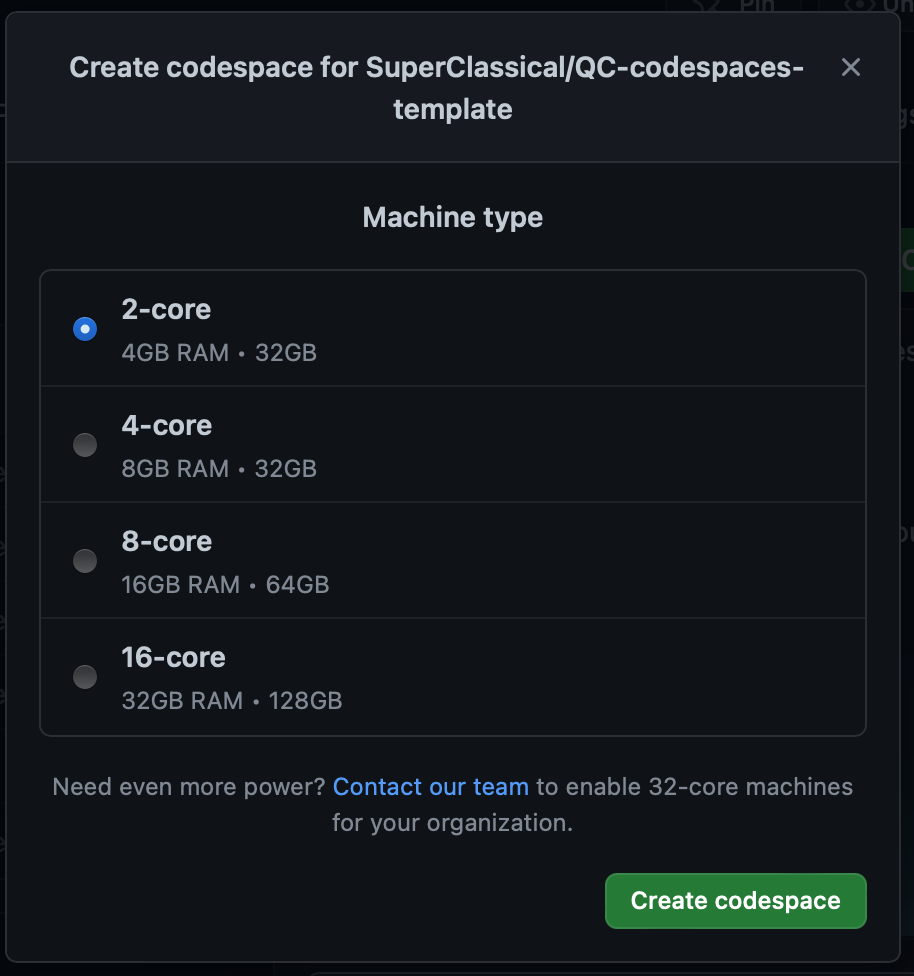 Pin
Create codespace for SuperClassical/QC-codespaces-
template
Machine type
2-core
4GB RAM • 32GB
4-core
8GB RAM • 32GB
8-core
16GB RAM • 64GB
16-core
32GB RAM • 128GB
Need even more power? Contact our team to enable 32-core machines
for your organization.
Create codespace